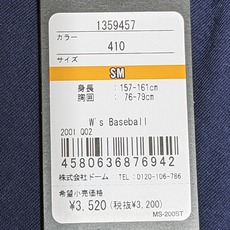 1359457
カラー
410
サイズ
SM
身長 : 157-161cm
胸囲 : 76-79cm
W's Baseball
2001 Q02
4580636876942
株式会社ドーム TEL : 0120-106-786
希望小売価格
¥3,520 (税抜¥3,200)
MS-200ST